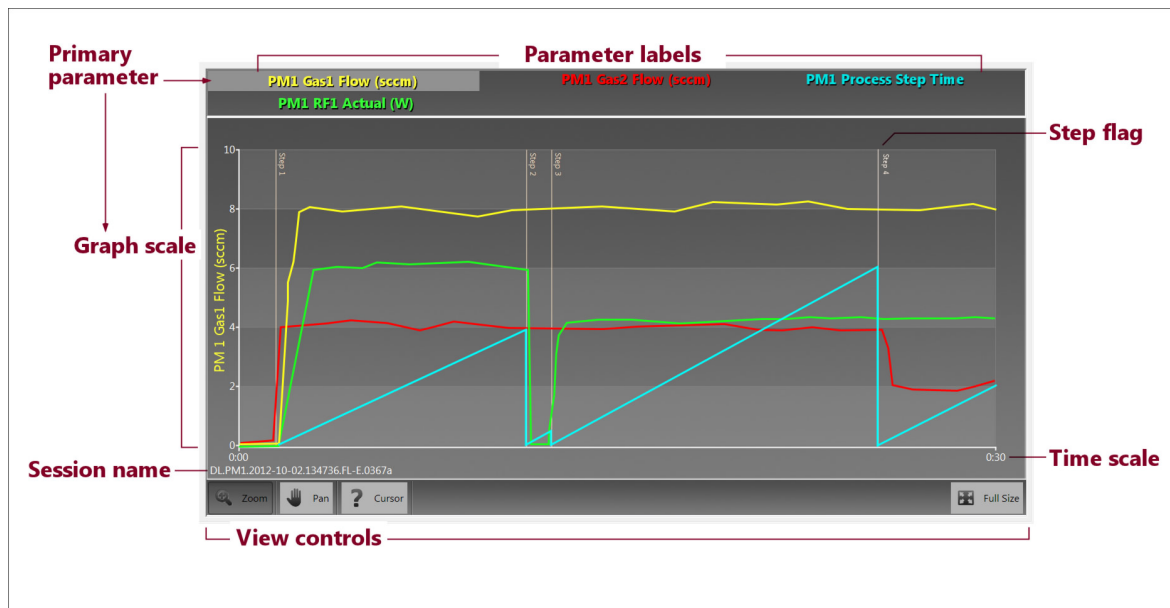 Primary
parameter
Parameter labels
PM1 Gas1 Flow (sccm)
PM1 Gas2 Flow (sccm)
PM1 Process Step Time
PM1 RF1 Actual (W)
Step flag
Graph scale
PM 1 Gas1 Flow (sccm)
10
8
6
4
2
0
Step 1
Step 2
Step 3
Step 4
0:00
0:30
Time scale
Session name
DL.PM1.2012-10-02.134736.FL-E.0367a
Zoom
Pan
? Cursor
Full Size
View controls